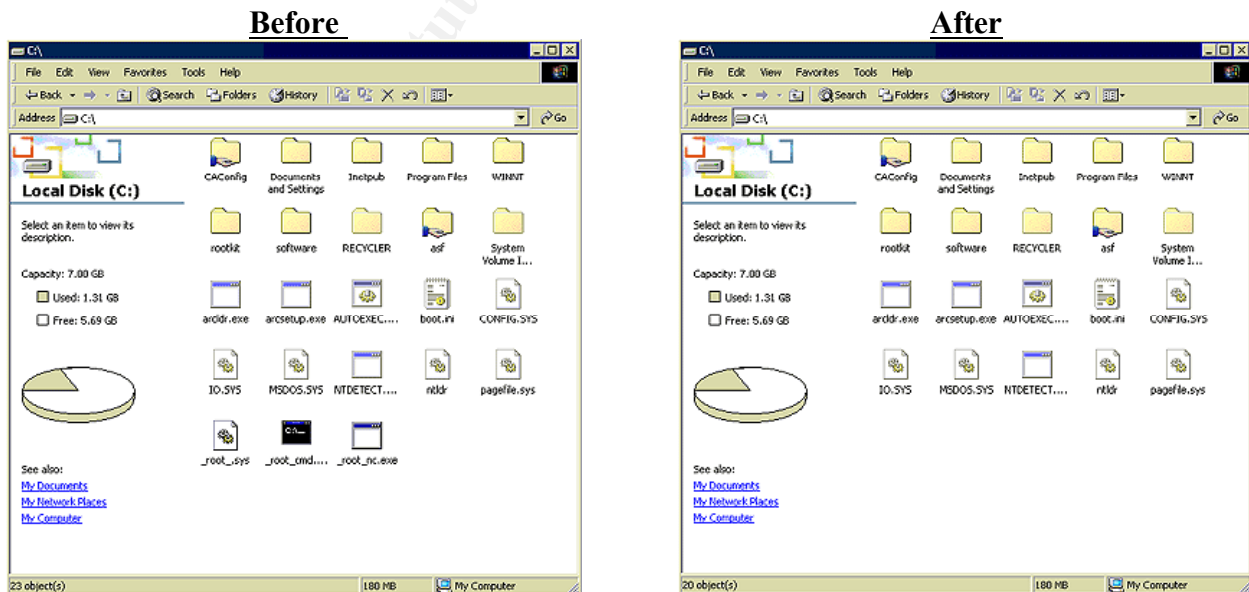 Before
C:\
File Edit View Favorites Tools Help
Back Search Folders History
Address C:\ Go
Local Disk (C:)
Select an item to view its
description.
Capacity: 7.00 GB
Used: 1.31 GB
Free: 5.69 GB
See also:
My Documents
My Network Places
My Computer
CAConfig Documents and Settings Inetpub Program Files WINNT
rootkit software RECYCLER asf System Volume I...
arcldr.exe arcsetup.exe AUTOEXEC.... boot.ini CONFIG.SYS
IO.SYS MSDOS.SYS NTDETECT.... ntldr pagefile.sys
_root_.sys _root_cmd.... _root_nc.exe
C:\_
23 object(s) 180 MB My Computer
After
C:\
File Edit View Favorites Tools Help
Back Search Folders History
Address C:\ Go
Local Disk (C:)
Select an item to view its
description.
Capacity: 7.00 GB
Used: 1.31 GB
Free: 5.69 GB
See also:
My Documents
My Network Places
My Computer
CAConfig Documents and Settings Inetpub Program Files WINNT
rootkit software RECYCLER asf System Volume I...
arcldr.exe arcsetup.exe AUTOEXEC.... boot.ini CONFIG.SYS
IO.SYS MSDOS.SYS NTDETECT.... ntldr pagefile.sys
20 object(s) 180 MB My Computer